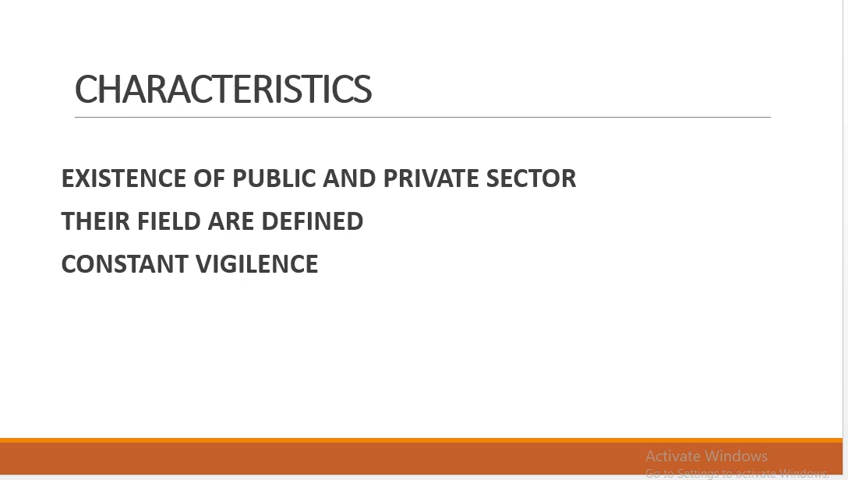 CHARACTERISTICS
EXISTENCE OF PUBLIC AND PRIVATE SECTOR
THEIR FIELD ARE DEFINED
CONSTANT VIGILENCE
Activate Windows
Go to Settings to activate Windows.